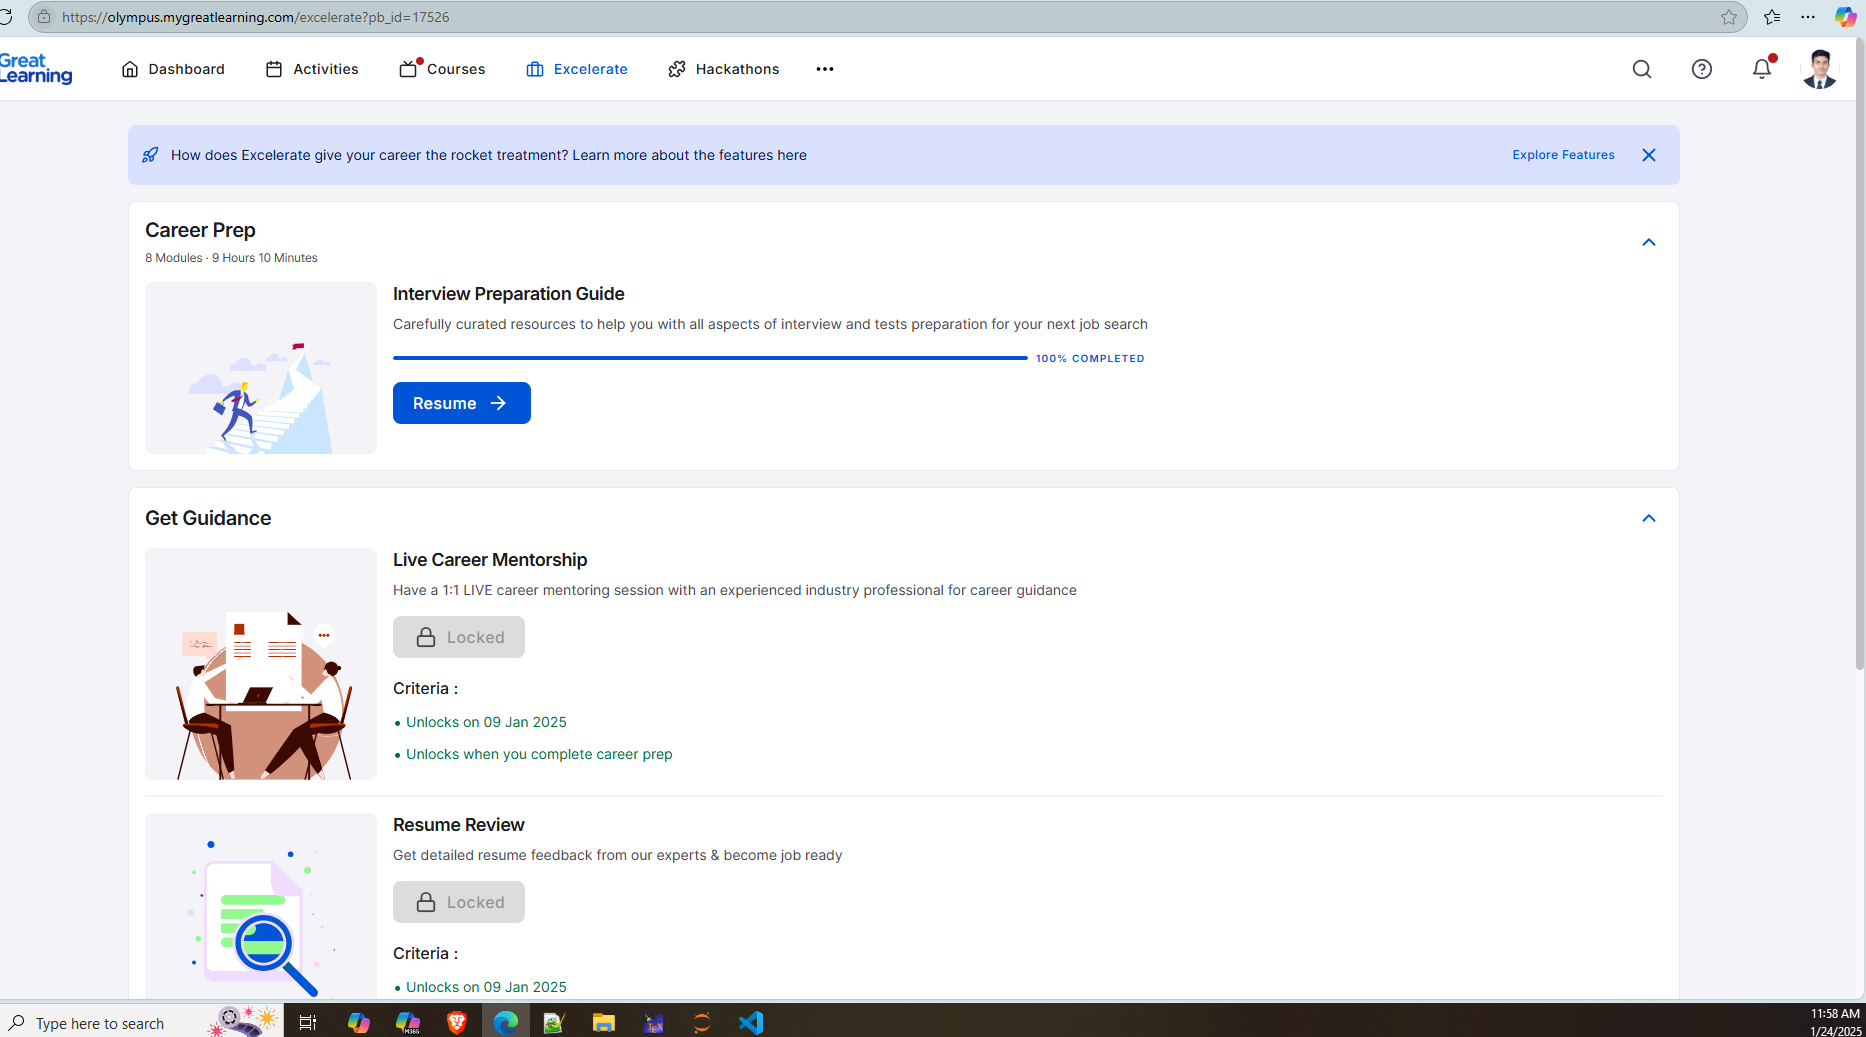 https://olympus.mygreatlearning.com/excelerate?pb_id=17526
Great
Learning
Dashboard
Activities
Courses
Excelerate
Hackathons
How does Excelerate give your career the rocket treatment? Learn more about the features here
Explore Features
Career Prep
8 Modules · 9 Hours 10 Minutes
Interview Preparation Guide
Carefully curated resources to help you with all aspects of interview and tests preparation for your next job search
100% COMPLETED
Resume
Get Guidance
Live Career Mentorship
Have a 1:1 LIVE career mentoring session with an experienced industry professional for career guidance
Locked
Criteria :
• Unlocks on 09 Jan 2025
• Unlocks when you complete career prep
Resume Review
Get detailed resume feedback from our experts & become job ready
Locked
Criteria :
• Unlocks on 09 Jan 2025
Type here to search
M365
TEX
11:58 AM
1/24/2025